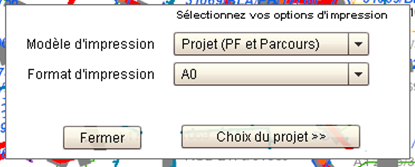 Sélectionnez vos options d'impression
Modèle d'impression Projet (PF et Parcours)
Format d'impression A0
Fermer Choix du projet >>